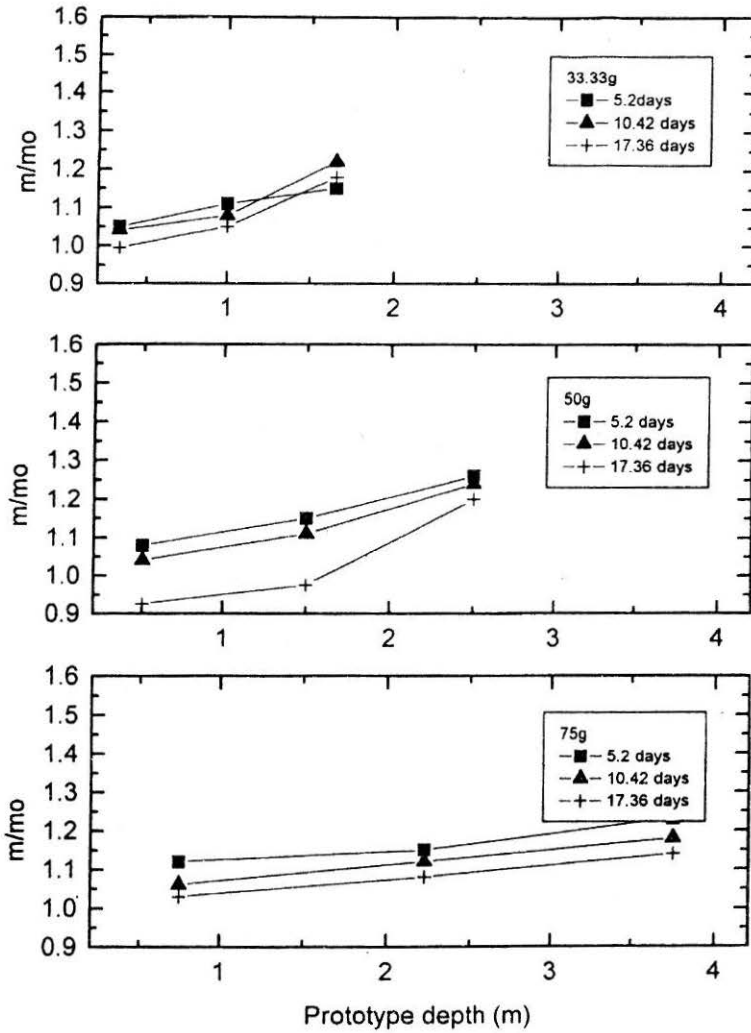 1.6
33.33g
1.5
5.2days
1.4
10.42 days
1.3
17.36 days
m/mo
1.2
1.1
1.0
0.9
1 2 3 4
1.6
50g
1.5
5.2 days
1.4
10.42 days
1.3
17.36 days
m/mo
1.2
1.1
1.0
0.9
1 2 3 4
1.6
75g
1.5
5.2 days
1.4
10.42 days
1.3
17.36 days
m/mo
1.2
1.1
1.0
0.9
1 2 3 4
Prototype depth (m)